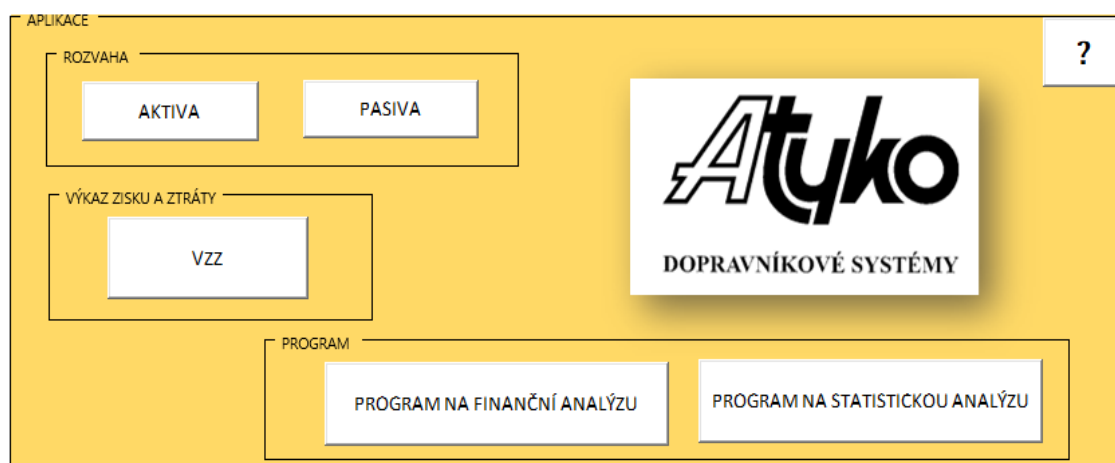 APLIKACE
?
ROZVAHA
AKTIVA
PASIVA
Atyko
DOPRAVNÍKOVÉ SYSTÉMY
VÝKAZ ZISKU A ZTRÁTY
VZZ
PROGRAM
PROGRAM NA FINANČNÍ ANALÝZU
PROGRAM NA STATISTICKOU ANALÝZU